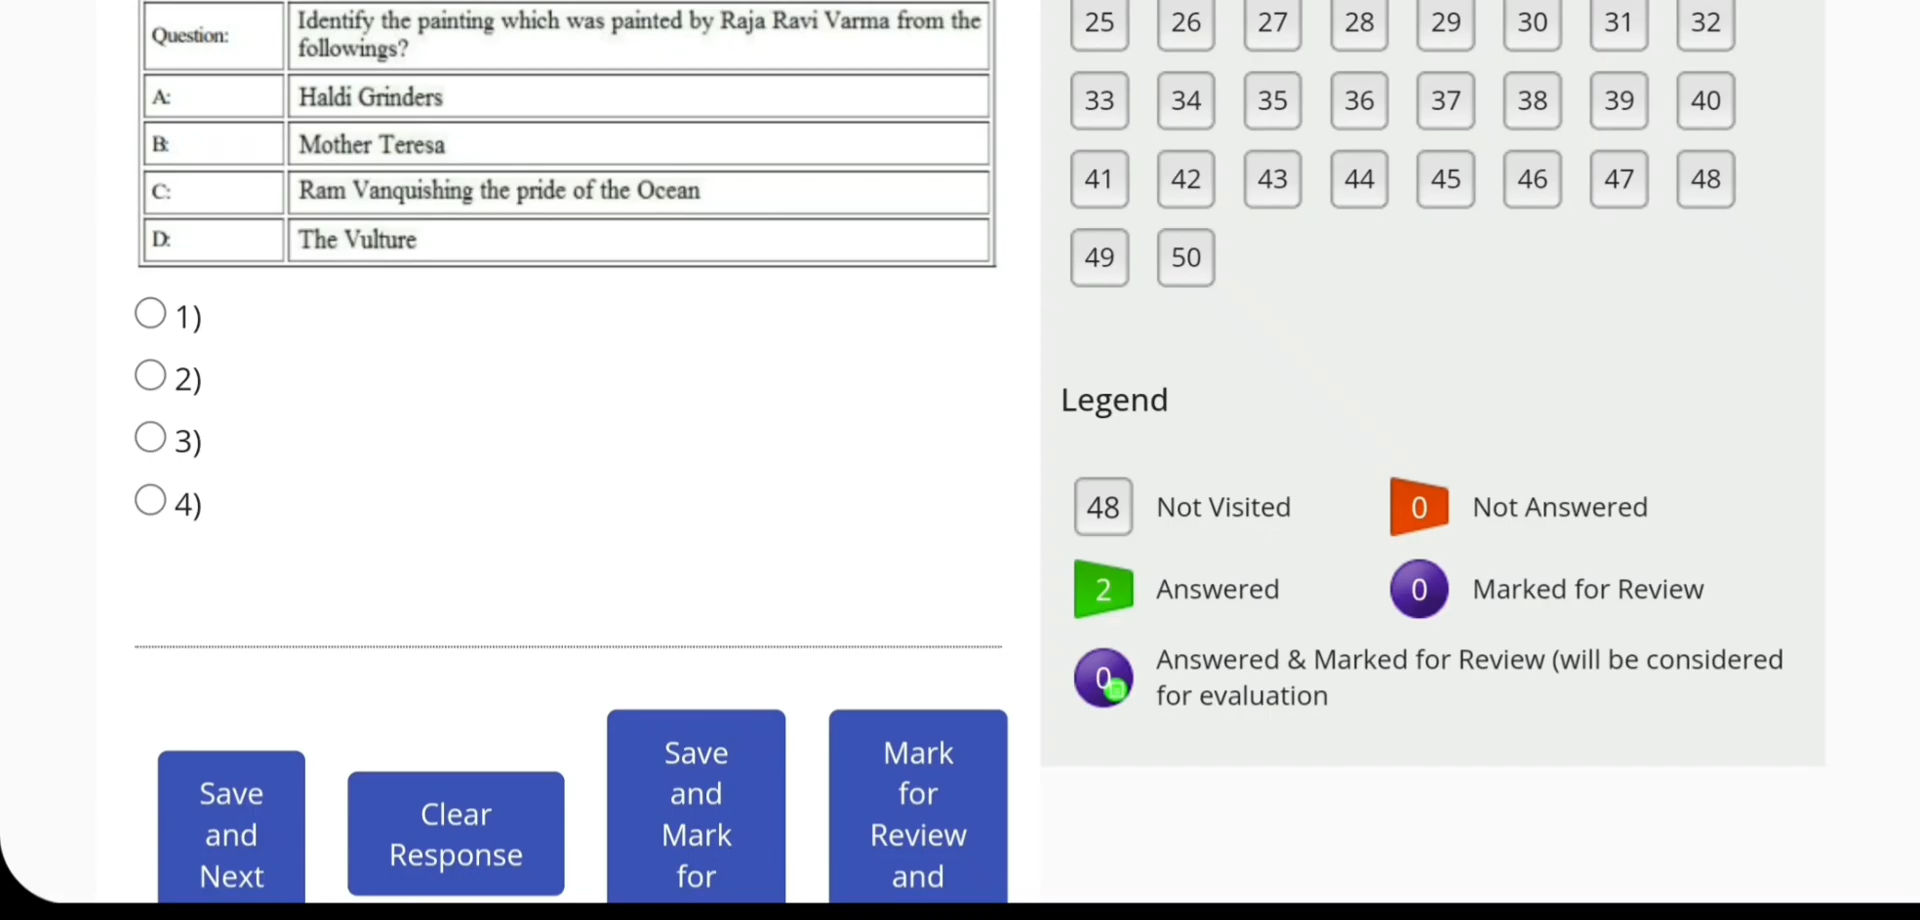 Question:
Identify the painting which was painted by Raja Ravi Varma from the
followings?
A:
Haldi Grinders
B:
Mother Teresa
C:
Ram Vanquishing the pride of the Ocean
D:
The Vulture
1)
2)
3)
4)
Save
and
Next
Clear
Response
Save
and
Mark
for
Mark
for
Review
and
25 26 27 28 29 30 31 32
33 34 35 36 37 38 39 40
41 42 43 44 45 46 47 48
49 50
Legend
48 Not Visited
0 Not Answered
2 Answered
0 Marked for Review
0 Answered & Marked for Review (will be considered
for evaluation